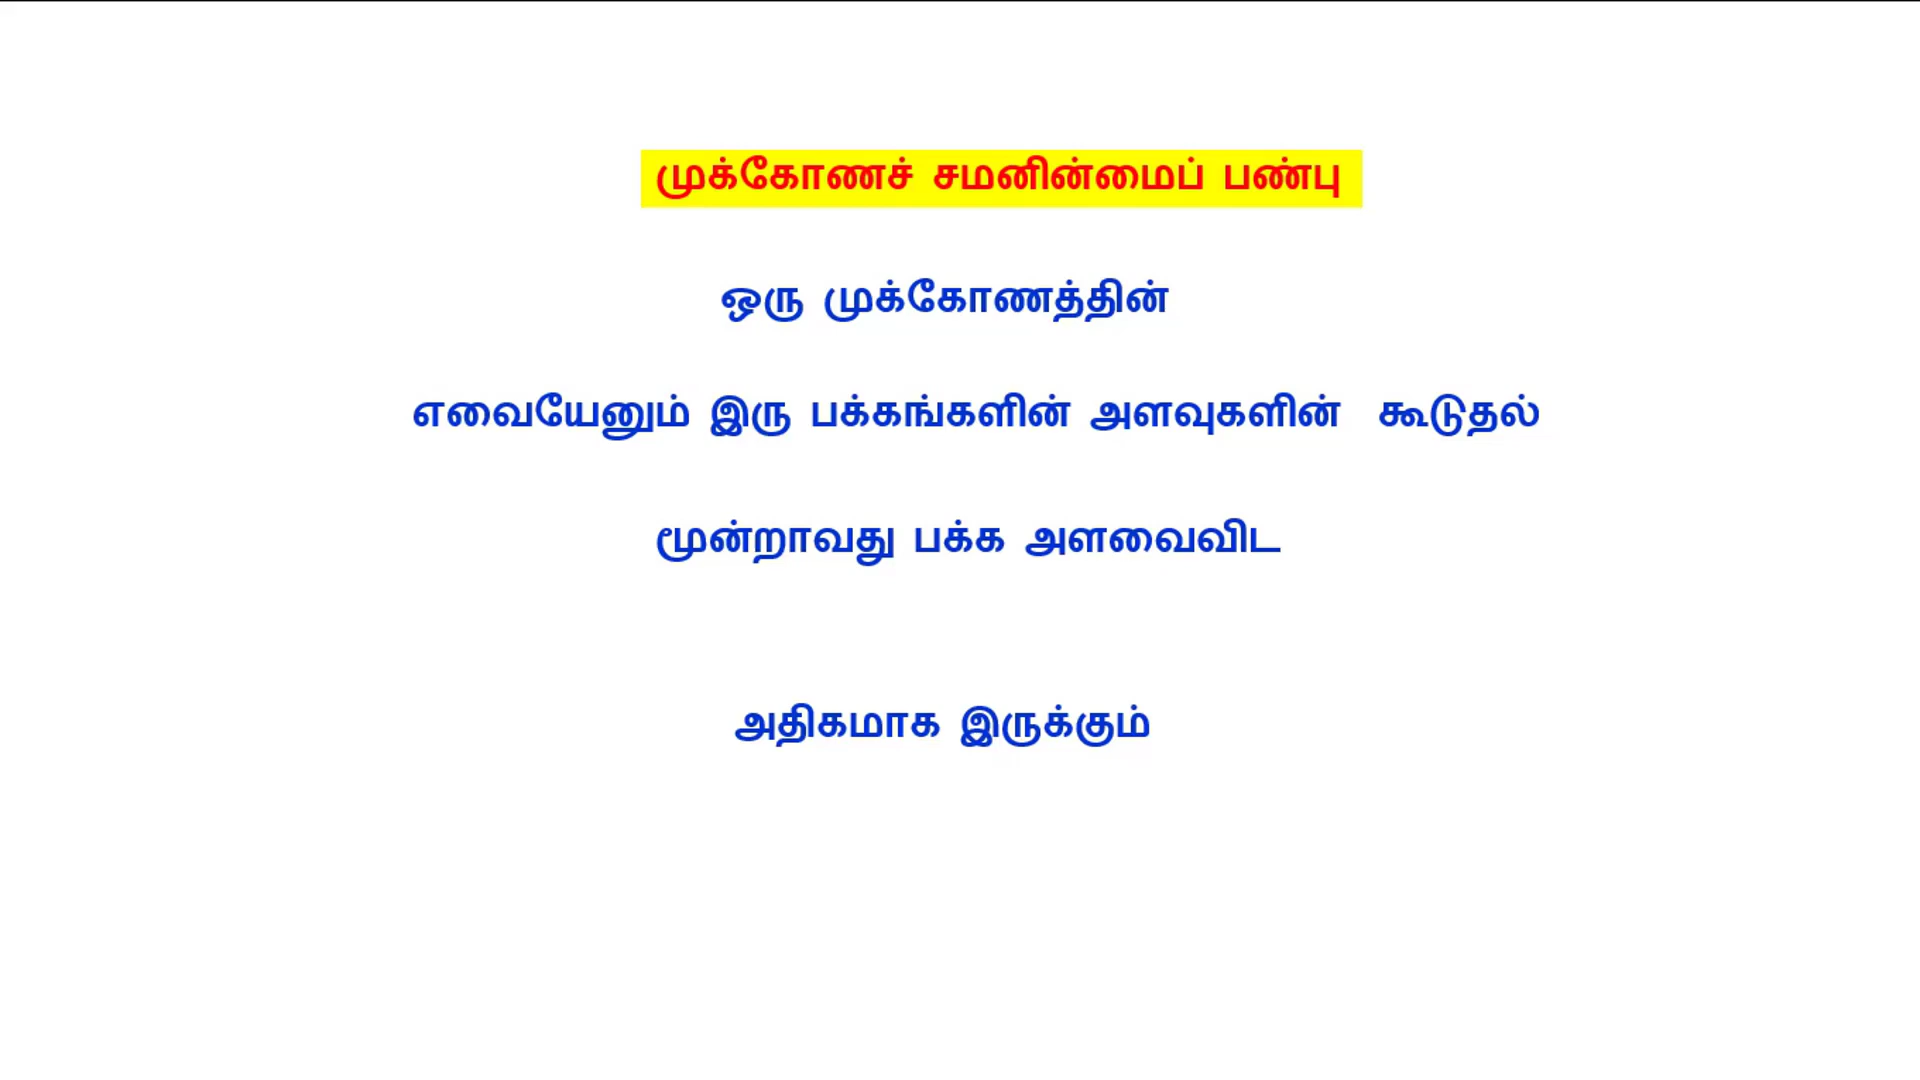 முக்கோணச் சமனின்மைப் பண்பு
ஒரு முக்கோணத்தின்
எவையேனும் இரு பக்கங்களின் அளவுகளின் கூடுதல்
மூன்றாவது பக்க அளவைவிட
அதிகமாக இருக்கும்